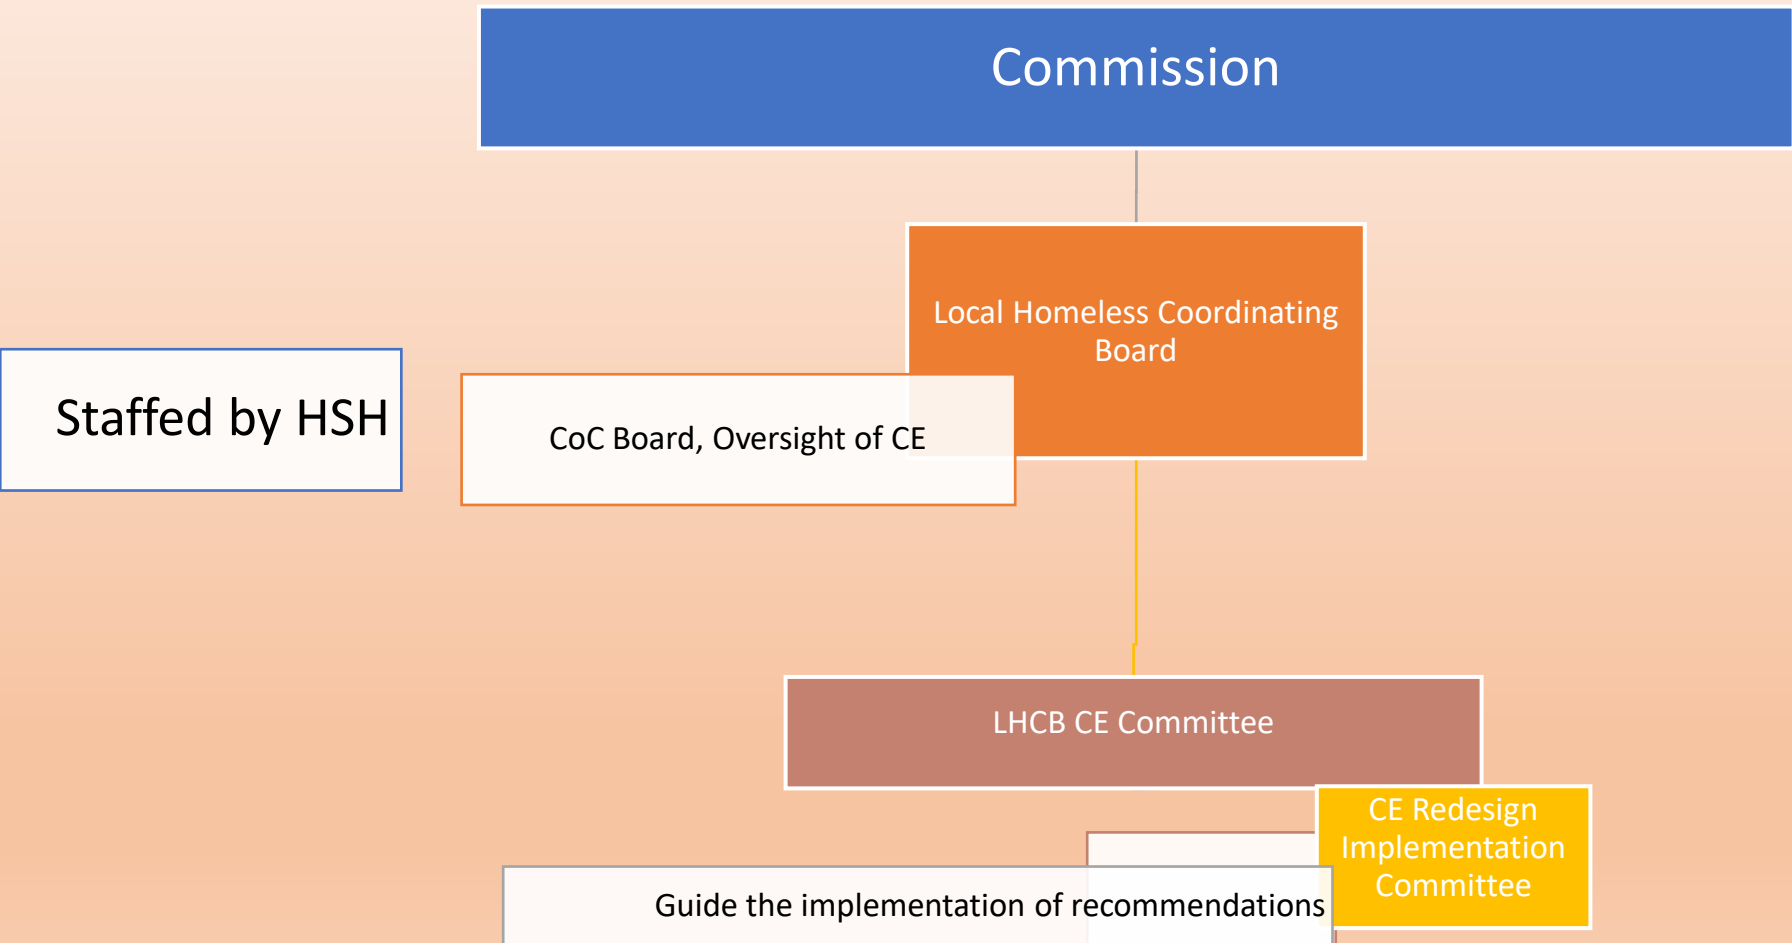 Commission
Local Homeless Coordinating
Board
Staffed by HSH
CoC Board, Oversight of CE
LHCB CE Committee
CE Redesign
Implementation
Committee
Guide the implementation of recommendations